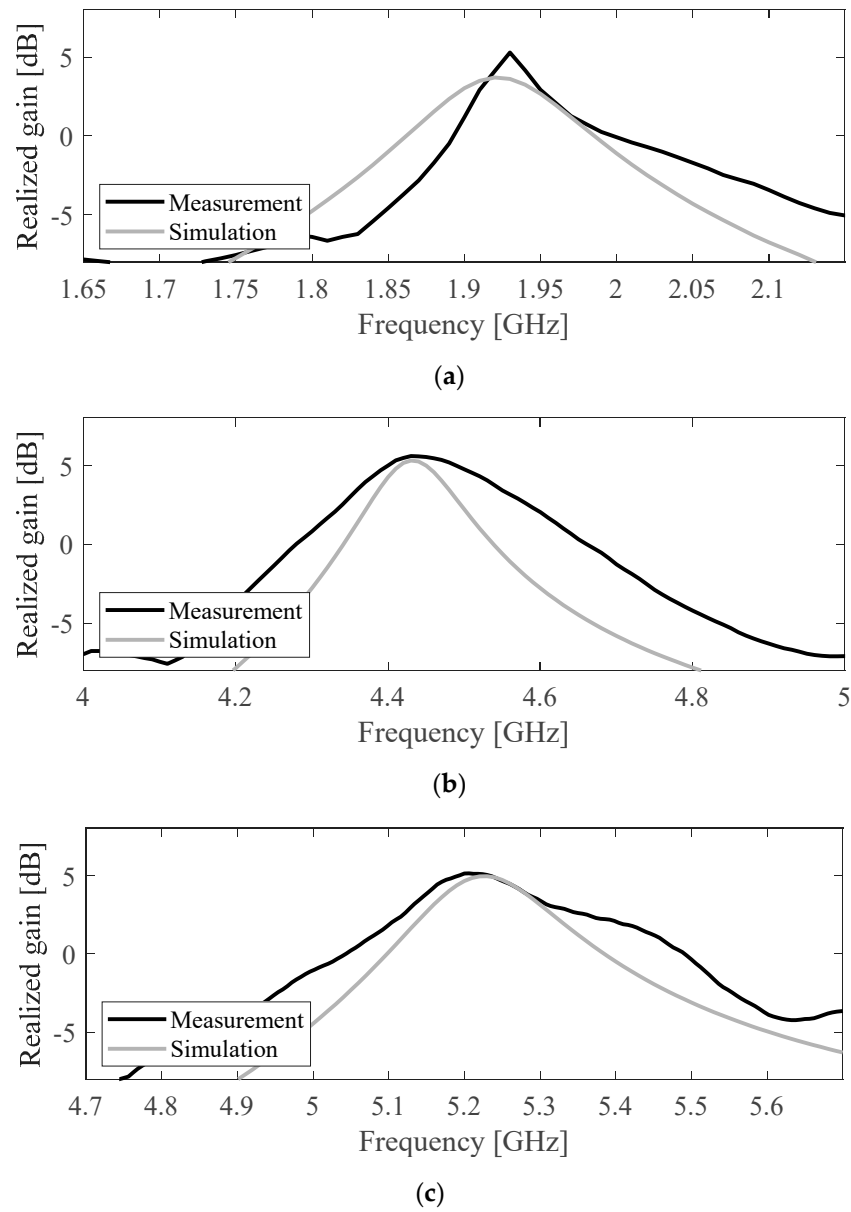 Realized gain [dB]
5
0
-5
Measurement
Simulation
1.65 1.7 1.75 1.8 1.85 1.9 1.95 2 2.05 2.1
Frequency [GHz]
(a)
Realized gain [dB]
5
0
-5
Measurement
Simulation
4 4.2 4.4 4.6 4.8 5
Frequency [GHz]
(b)
Realized gain [dB]
5
0
-5
Measurement
Simulation
4.7 4.8 4.9 5 5.1 5.2 5.3 5.4 5.5 5.6
Frequency [GHz]
(c)